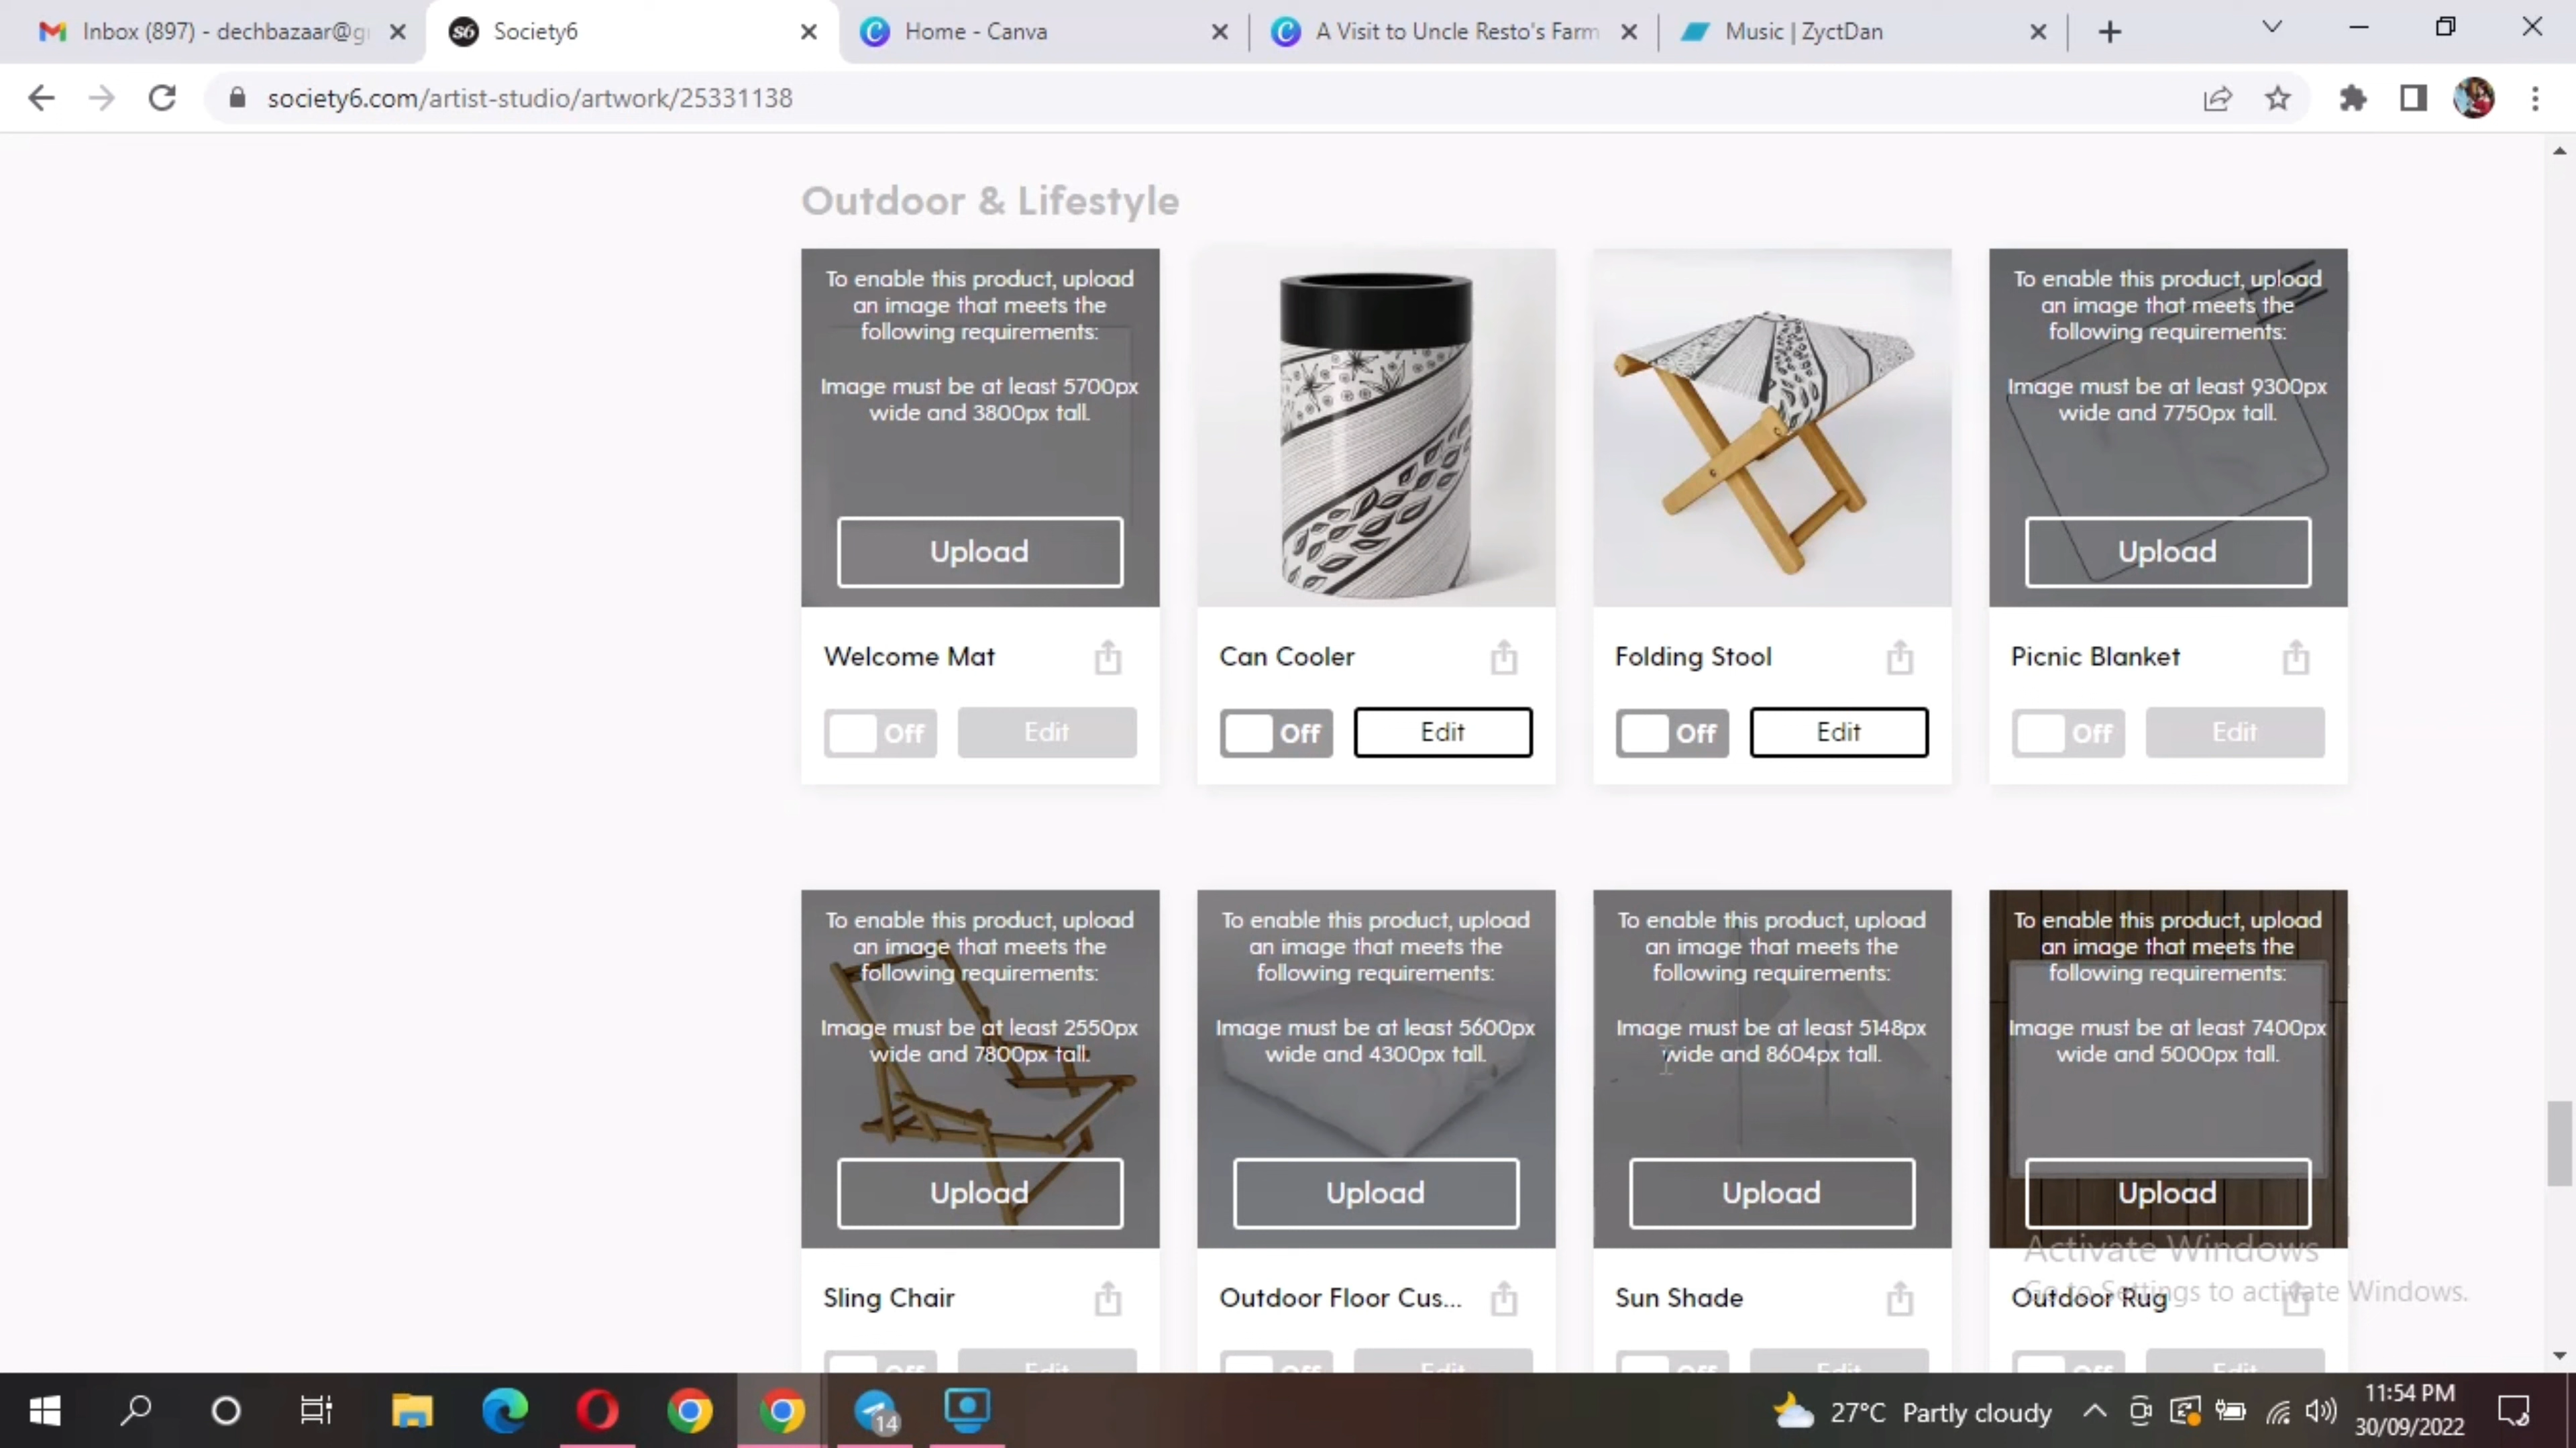 Inbox (897) - dechbazaar@g
Society6
Home - Canva
A Visit to Uncle Resto's Farm
Music | ZyctDan
society6.com/artist-studio/artwork/25331138
Outdoor & Lifestyle
To enable this product, upload
an image that meets the
following requirements:
Image must be at least 5700px
wide and 3800px tall.
Upload
To enable this product, upload
an image that meets the
following requirements:
Image must be at least 9300px
wide and 7750px tall.
Upload
Welcome Mat
Can Cooler
Folding Stool
Picnic Blanket
Off Edit
Off Edit
Off Edit
Off Edit
To enable this product, upload
an image that meets the
following requirements:
Image must be at least 2550px
wide and 7800px tall.
Upload
To enable this product, upload
an image that meets the
following requirements:
Image must be at least 5600px
wide and 4300px tall.
Upload
To enable this product, upload
an image that meets the
following requirements:
Image must be at least 5148px
wide and 8604px tall.
Upload
To enable this product, upload
an image that meets the
following requirements:
Image must be at least 7400px
wide and 5000px tall.
Upload
Activate Windows
Go to Settings to activate Windows.
Sling Chair
Outdoor Floor Cus...
Sun Shade
Outdoor Rug
Off Edit
Off Edit
Off Edit
Off Edit
14
27°C Partly cloudy
11:54 PM
30/09/2022